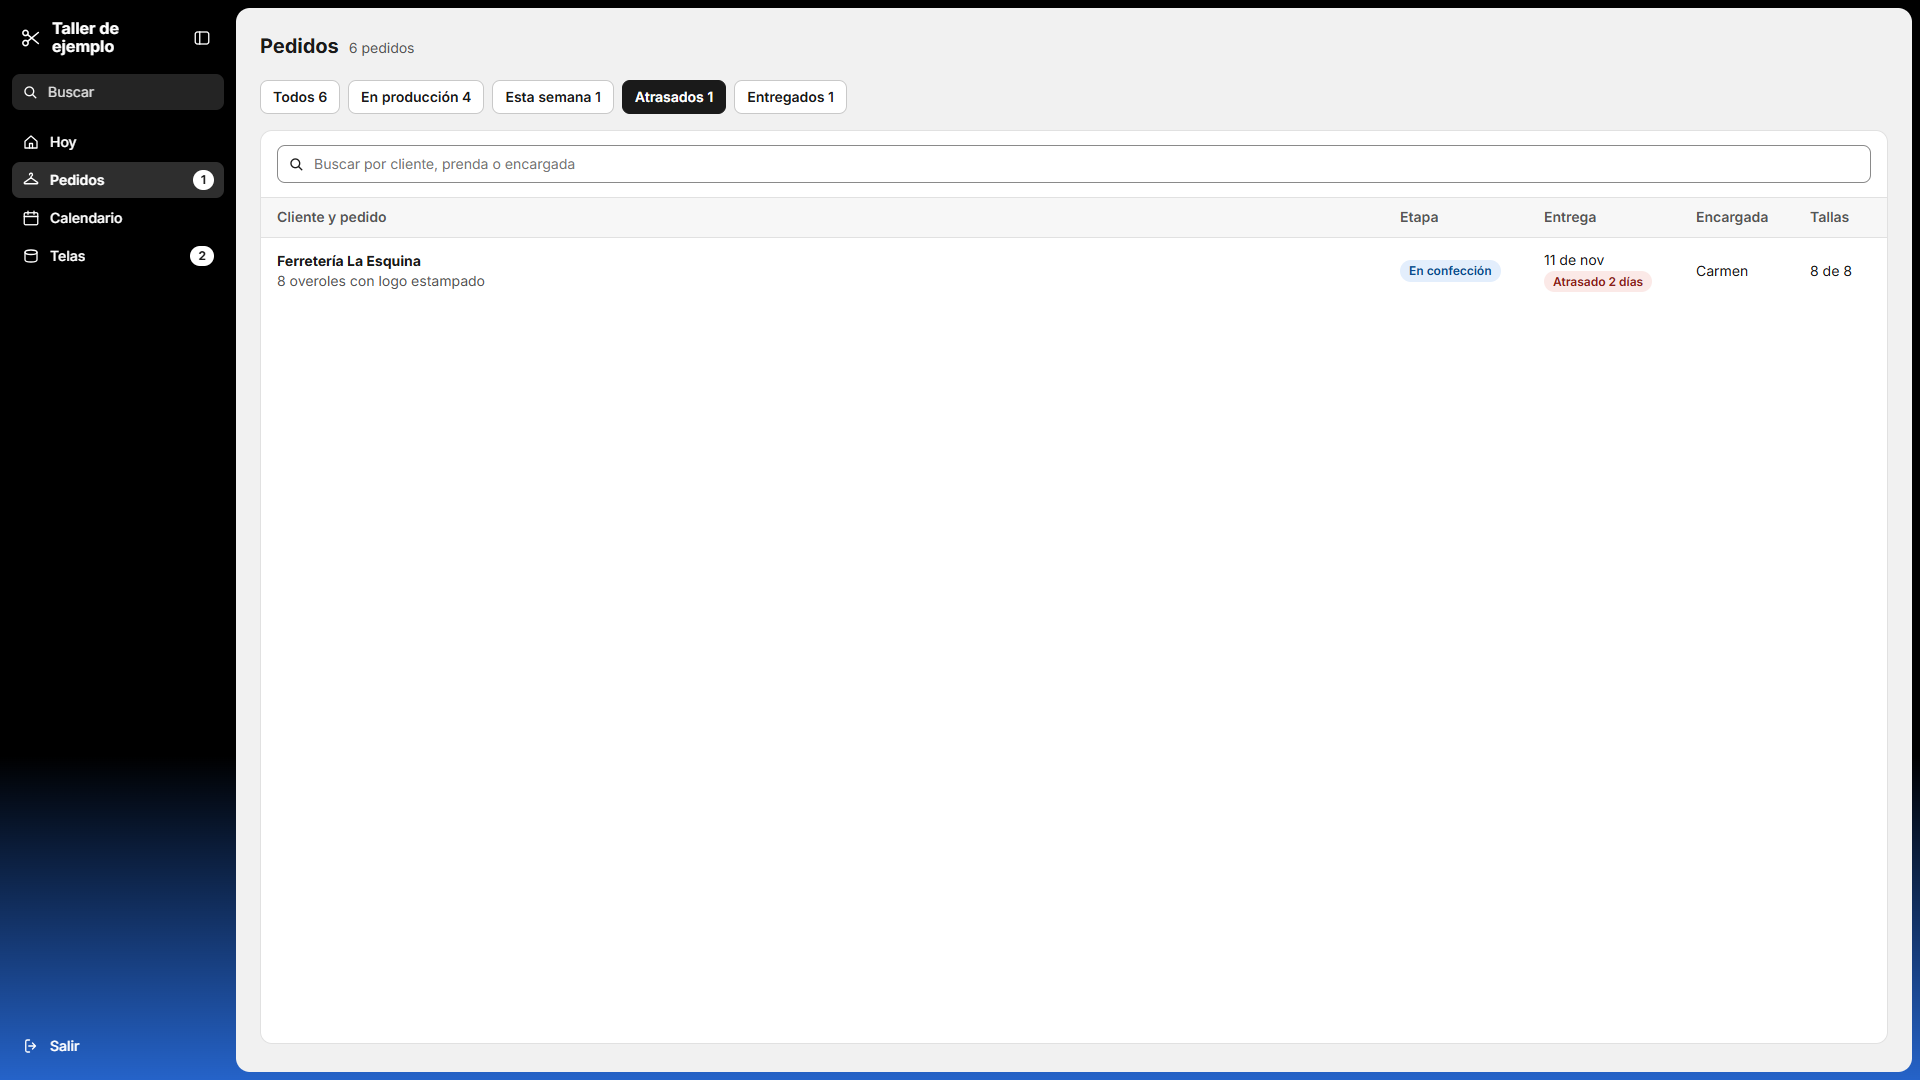 Taller de
ejemplo
Buscar
Hoy
Pedidos 1
Calendario
Telas 2
Salir
Pedidos 6 pedidos
Todos 6 En producción 4 Esta semana 1 Atrasados 1 Entregados 1
Buscar por cliente, prenda o encargada
Cliente y pedido Etapa Entrega Encargada Tallas
Ferretería La Esquina
8 overoles con logo estampado
En confección
11 de nov
Atrasado 2 días
Carmen
8 de 8